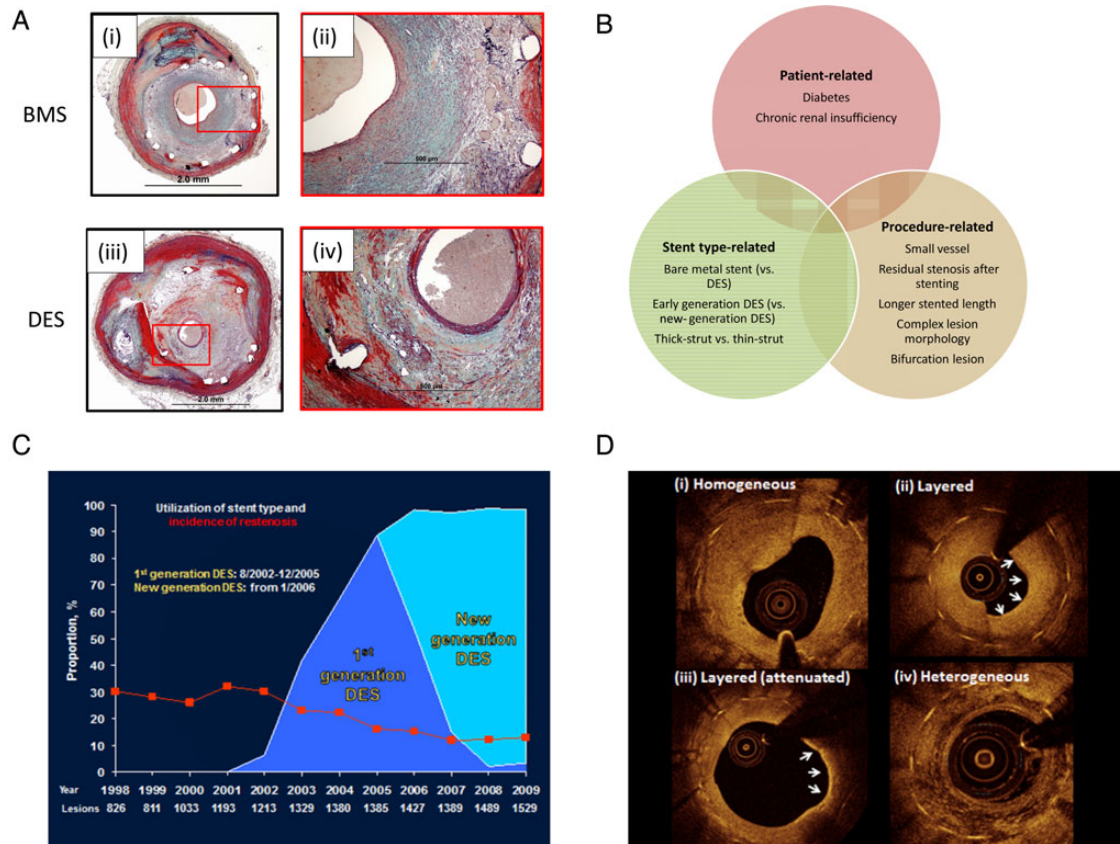 A
BMS
(i)
2.0 mm
(ii)
500 µm
DES
(iii)
2.0 mm
(iv)
500 µm
B
Patient-related
Diabetes
Chronic renal insufficiency
Stent type-related
Bare metal stent (vs.
DES)
Early generation DES (vs.
new-generation DES)
Thick-strut vs. thin-strut
Procedure-related
Small vessel
Residual stenosis after
stenting
Longer stented length
Complex lesion
morphology
Bifurcation lesion
C
Utilization of stent type and
incidence of restenosis
1st generation DES: 8/2002-12/2005
New generation DES: from 1/2006
Proportion, %
100
90
80
70
60
50
40
30
20
10
0
1st
generation
DES
New
generation
DES
Year 1998 1999 2000 2001 2002 2003 2004 2005 2006 2007 2008 2009
Lesions 826 811 1033 1193 1213 1329 1380 1385 1427 1389 1489 1529
D
(i) Homogeneous
(ii) Layered
(iii) Layered (attenuated)
(iv) Heterogeneous